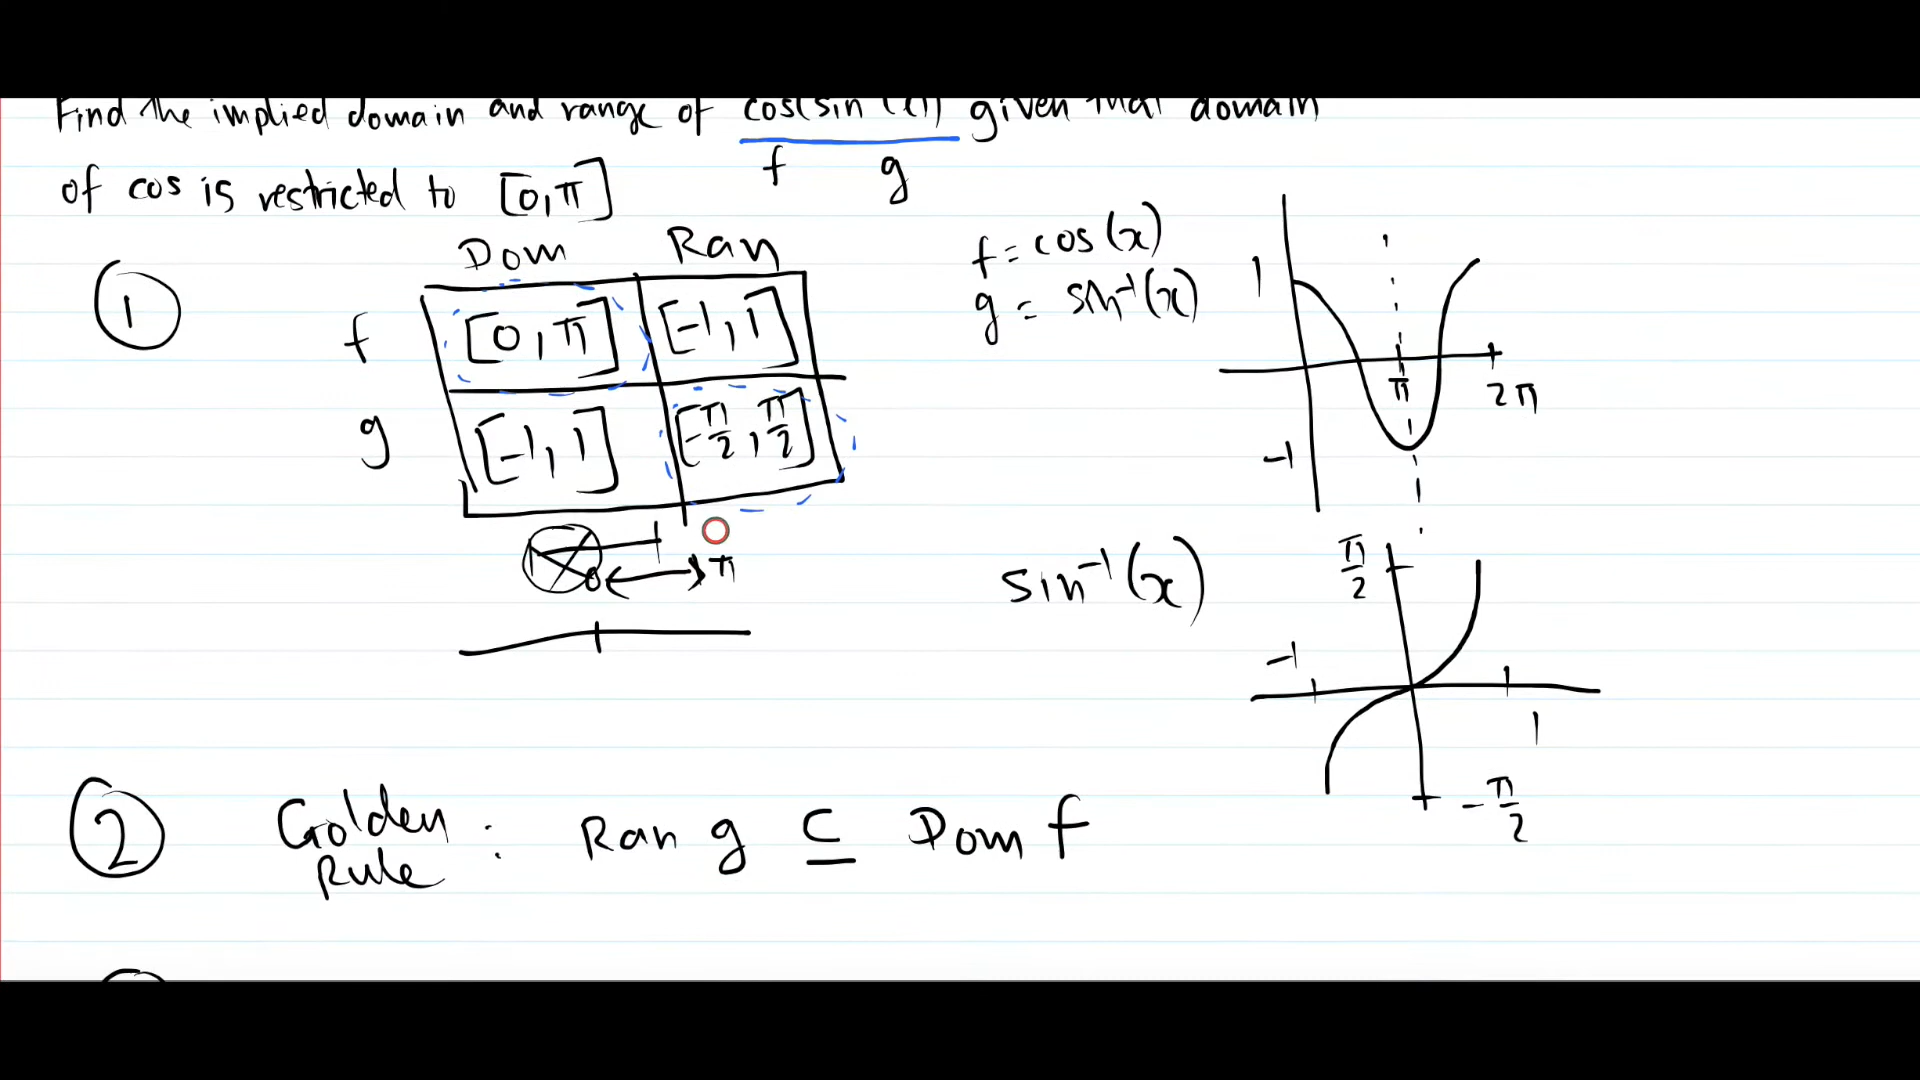 Find the implied domain and range of cos(sin⁻¹(x)) given that domain
of cos is restricted to [0,π]
f g
Dom Ran
① f [0,π] [-1,1]
g [-1,1] [-π/2,π/2]
0 π
f = cos(x)
g = sin⁻¹(x)
1
π
2π
-1
sin⁻¹(x)
π/2
-1
1
-π/2
② Golden Rule : Ran g ⊆ Dom f